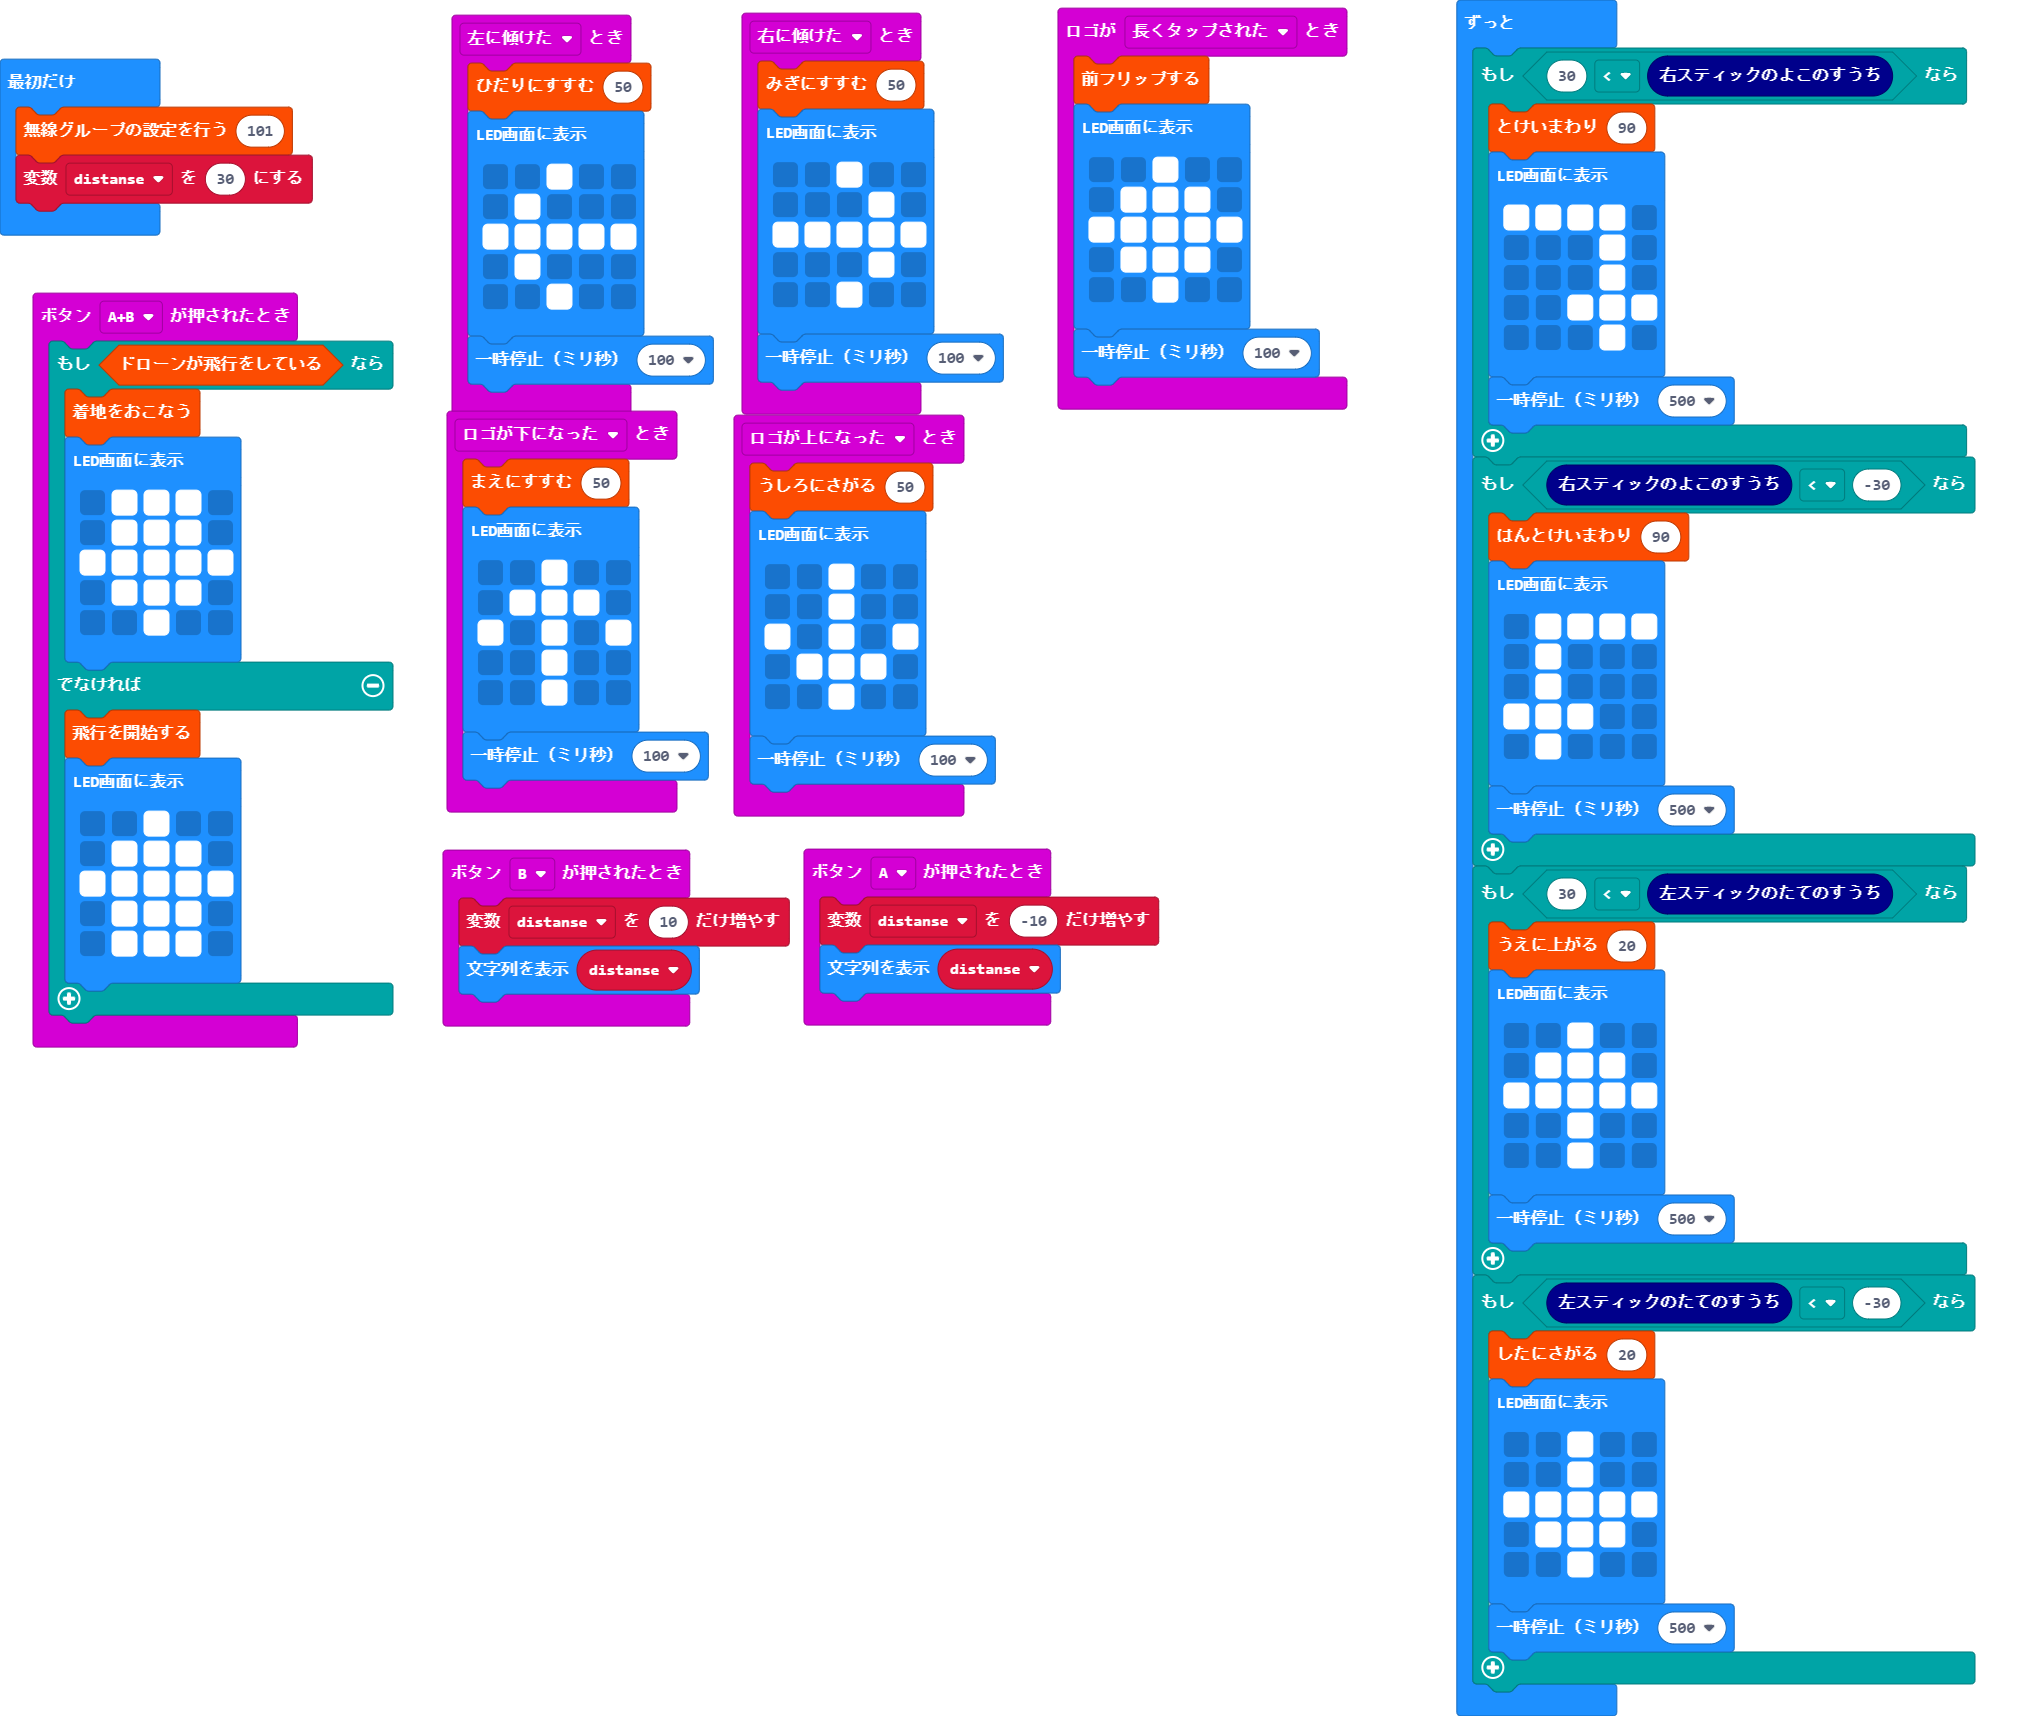 最初だけ
無線グループの設定を行う 101
変数 distanse を 30 にする
ボタン A+B が押されたとき
もし ドローンが飛行をしている なら
着地をおこなう
LED画面に表示
でなければ
飛行を開始する
LED画面に表示
左に傾けた とき
ひだりにすすむ 50
LED画面に表示
一時停止（ミリ秒） 100
右に傾けた とき
みぎにすすむ 50
LED画面に表示
一時停止（ミリ秒） 100
ロゴが 長くタップされた とき
前フリップする
LED画面に表示
一時停止（ミリ秒） 100
ロゴが下になった とき
まえにすすむ 50
LED画面に表示
一時停止（ミリ秒） 100
ロゴが上になった とき
うしろにさがる 50
LED画面に表示
一時停止（ミリ秒） 100
ボタン B が押されたとき
変数 distanse を 10 だけ増やす
文字列を表示 distanse
ボタン A が押されたとき
変数 distanse を -10 だけ増やす
文字列を表示 distanse
ずっと
もし 30 < 右スティックのよこのすうち なら
とけいまわり 90
LED画面に表示
一時停止（ミリ秒） 500
もし 右スティックのよこのすうち < -30 なら
はんとけいまわり 90
LED画面に表示
一時停止（ミリ秒） 500
もし 30 < 左スティックのたてのすうち なら
うえに上がる 20
LED画面に表示
一時停止（ミリ秒） 500
もし 左スティックのたてのすうち < -30 なら
したにさがる 20
LED画面に表示
一時停止（ミリ秒） 500